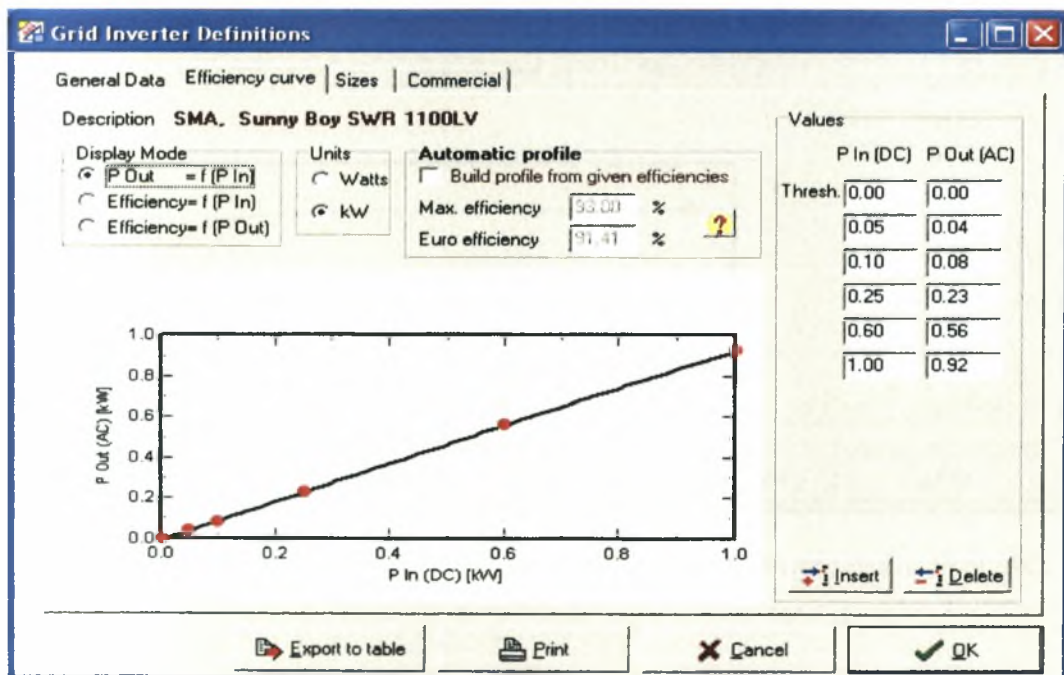 Grid Inverter Definitions
General Data Efficiency curve Sizes Commercial
Description SMA, Sunny Boy SWR 1100LV
Display Mode
P Out = f (P In)
Efficiency= f (P In)
Efficiency= f (P Out)
Units
Watts
kW
Automatic profile
Build profile from given efficiencies
Max. efficiency 93.00 %
Euro efficiency 91.41 %
?
Values
P In (DC) P Out (AC)
Thresh. 0.00 0.00
0.05 0.04
0.10 0.08
0.25 0.23
0.60 0.56
1.00 0.92
P Out (AC) [kW]
1.0
0.8
0.6
0.4
0.2
0.0
0.0 0.2 0.4 0.6 0.8 1.0
P In (DC) [kW]
Insert Delete
Export to table Print Cancel OK